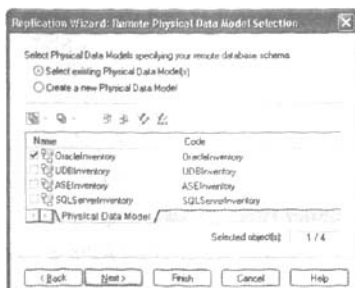 Replication Wizard: Remote Physical Data Model Selection
Select Physical Data Models specifying your remote database schema.
Select existing Physical Data Model(s)
Create a new Physical Data Model
Name Code
OracleInventory OracleInventory
UDBInventory UDBInventory
ASEInventory ASEInventory
SQLServerInventory SQLServerInventory
Physical Data Model
Selected object(s): 1 / 4
< Back Next > Finish Cancel Help